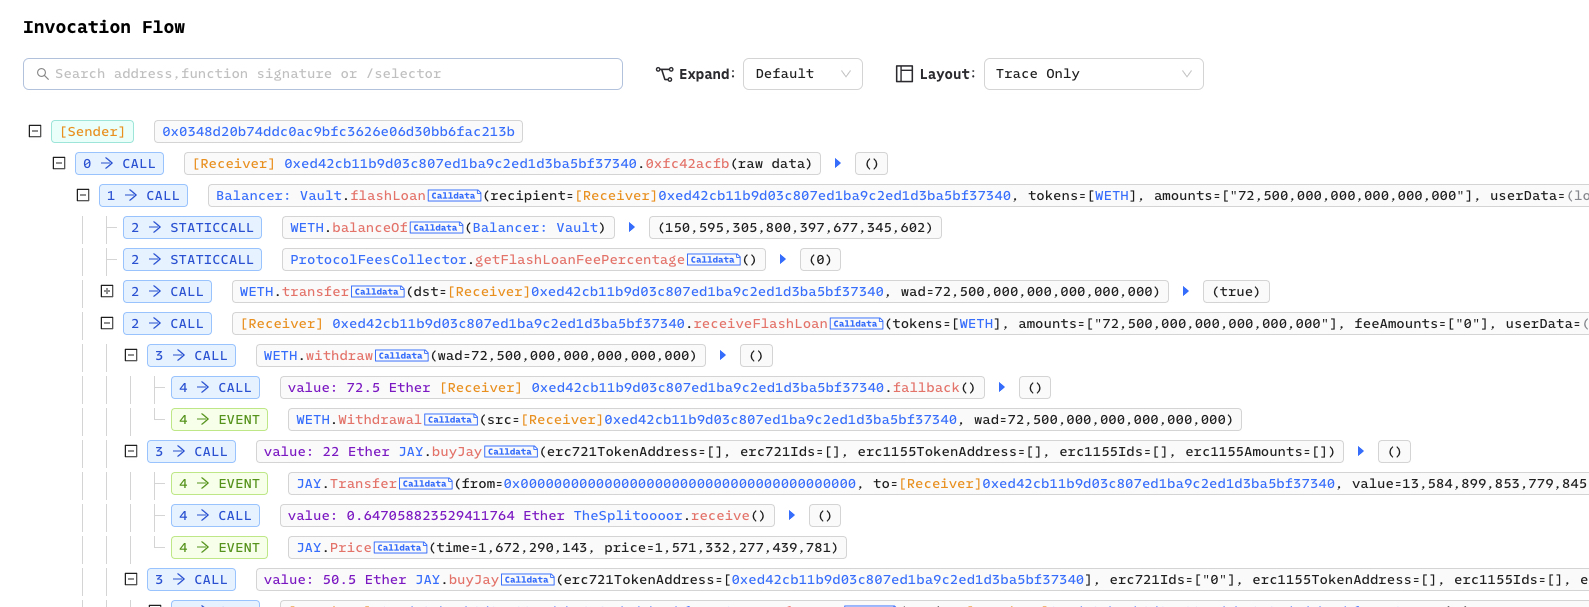 Invocation Flow
Search address,function signature or /selector Expand: Default Layout: Trace Only
[Sender] 0x0348d20b74ddc0ac9bfc3626e06d30bb6fac213b
0 → CALL [Receiver] 0xed42cb11b9d03c807ed1ba9c2ed1d3ba5bf37340.0xfc42acfb(raw data) ▶ ()
1 → CALL Balancer: Vault.flashLoan Calldata (recipient=[Receiver]0xed42cb11b9d03c807ed1ba9c2ed1d3ba5bf37340, tokens=[WETH], amounts=["72,500,000,000,000,000,000"], userData=(lo
2 → STATICCALL WETH.balanceOf Calldata (Balancer: Vault) ▶ (150,595,305,800,397,677,345,602)
2 → STATICCALL ProtocolFeesCollector.getFlashLoanFeePercentage Calldata () ▶ (0)
2 → CALL WETH.transfer Calldata (dst=[Receiver]0xed42cb11b9d03c807ed1ba9c2ed1d3ba5bf37340, wad=72,500,000,000,000,000,000) ▶ (true)
2 → CALL [Receiver] 0xed42cb11b9d03c807ed1ba9c2ed1d3ba5bf37340.receiveFlashLoan Calldata (tokens=[WETH], amounts=["72,500,000,000,000,000,000"], feeAmounts=["0"], userData=(
3 → CALL WETH.withdraw Calldata (wad=72,500,000,000,000,000,000) ▶ ()
4 → CALL value: 72.5 Ether [Receiver] 0xed42cb11b9d03c807ed1ba9c2ed1d3ba5bf37340.fallback() ▶ ()
4 → EVENT WETH.Withdrawal Calldata (src=[Receiver]0xed42cb11b9d03c807ed1ba9c2ed1d3ba5bf37340, wad=72,500,000,000,000,000,000)
3 → CALL value: 22 Ether JAY.buyJay Calldata (erc721TokenAddress=[], erc721Ids=[], erc1155TokenAddress=[], erc1155Ids=[], erc1155Amounts=[]) ▶ ()
4 → EVENT JAY.Transfer Calldata (from=0x0000000000000000000000000000000000000000, to=[Receiver]0xed42cb11b9d03c807ed1ba9c2ed1d3ba5bf37340, value=13,584,899,853,779,845
4 → CALL value: 0.647058823529411764 Ether TheSplitoooor.receive() ▶ ()
4 → EVENT JAY.Price Calldata (time=1,672,290,143, price=1,571,332,277,439,781)
3 → CALL value: 50.5 Ether JAY.buyJay Calldata (erc721TokenAddress=[0xed42cb11b9d03c807ed1ba9c2ed1d3ba5bf37340], erc721Ids=["0"], erc1155TokenAddress=[], erc1155Ids=[], e